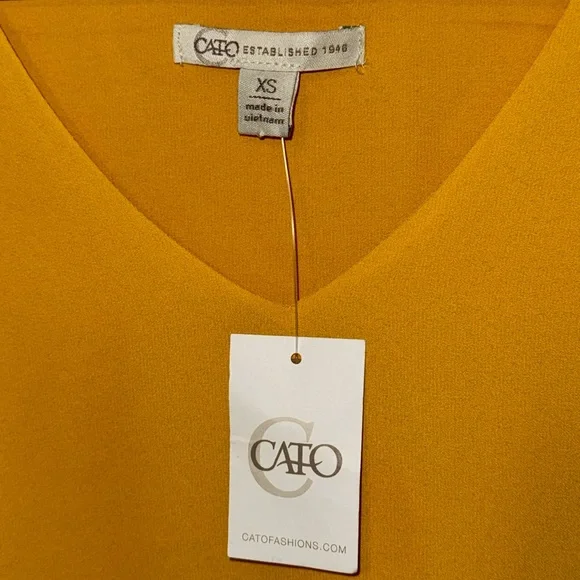 CATO ESTABLISHED 1946
XS
made in
vietnam
C
CATO
CATOFASHIONS.COM